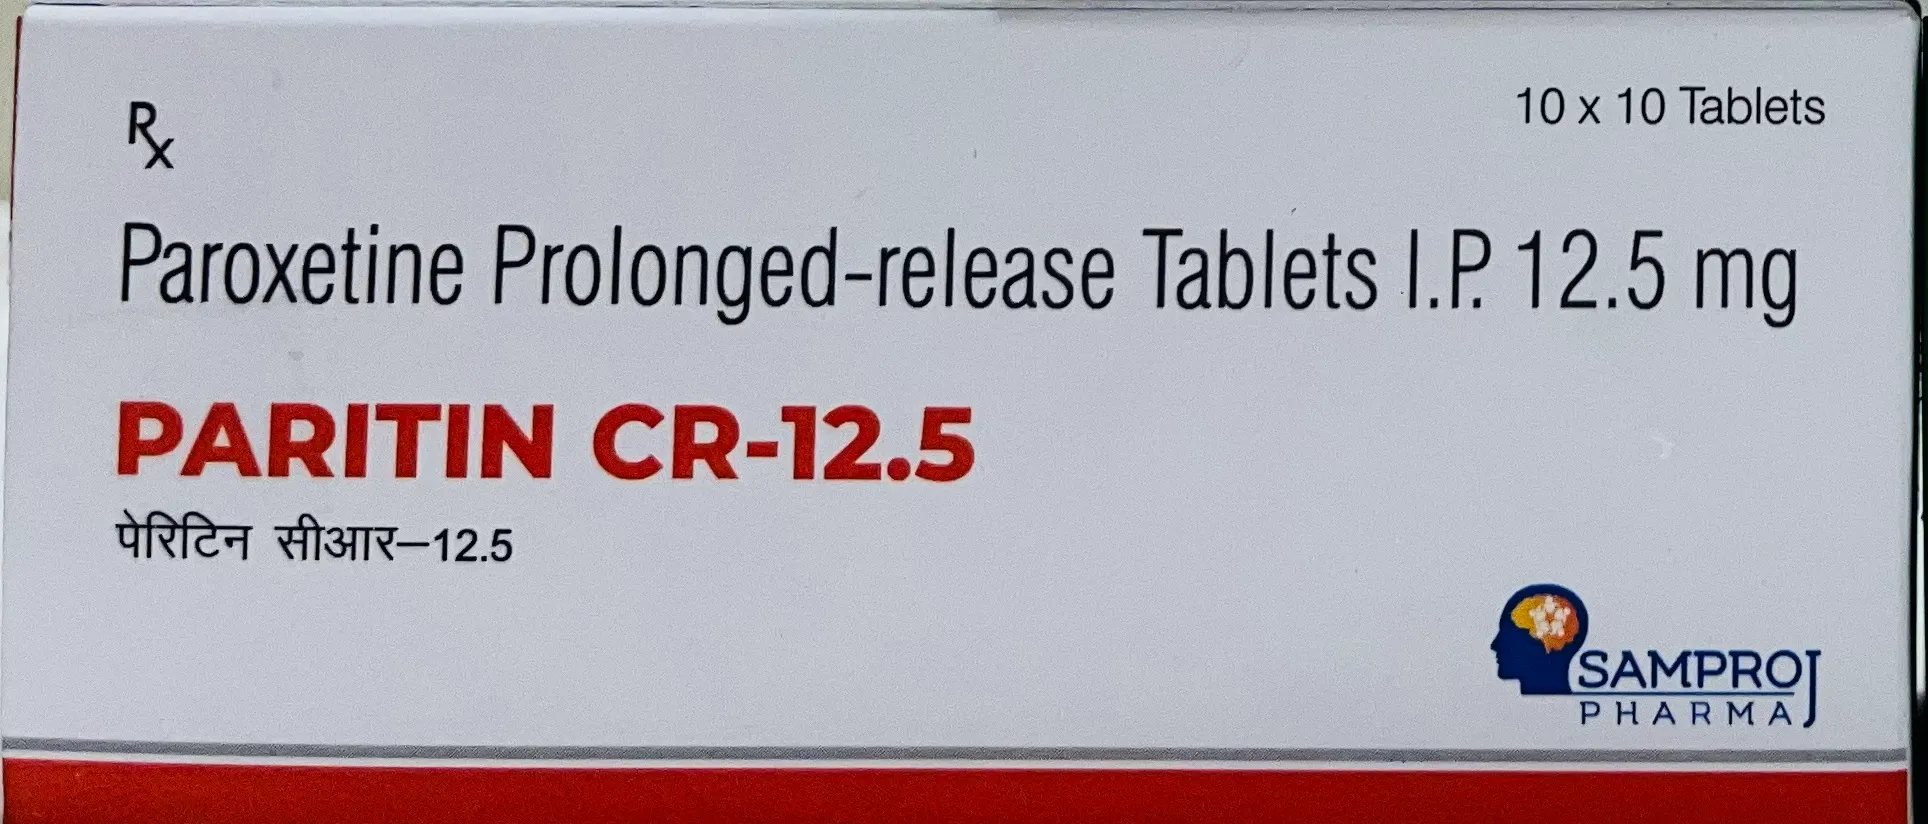 Rx
10 x 10 Tablets
Paroxetine Prolonged-release Tablets I.P. 12.5 mg
PARITIN CR-12.5
पेरिटिन सीआर–12.5
SAMPROJ
PHARMA